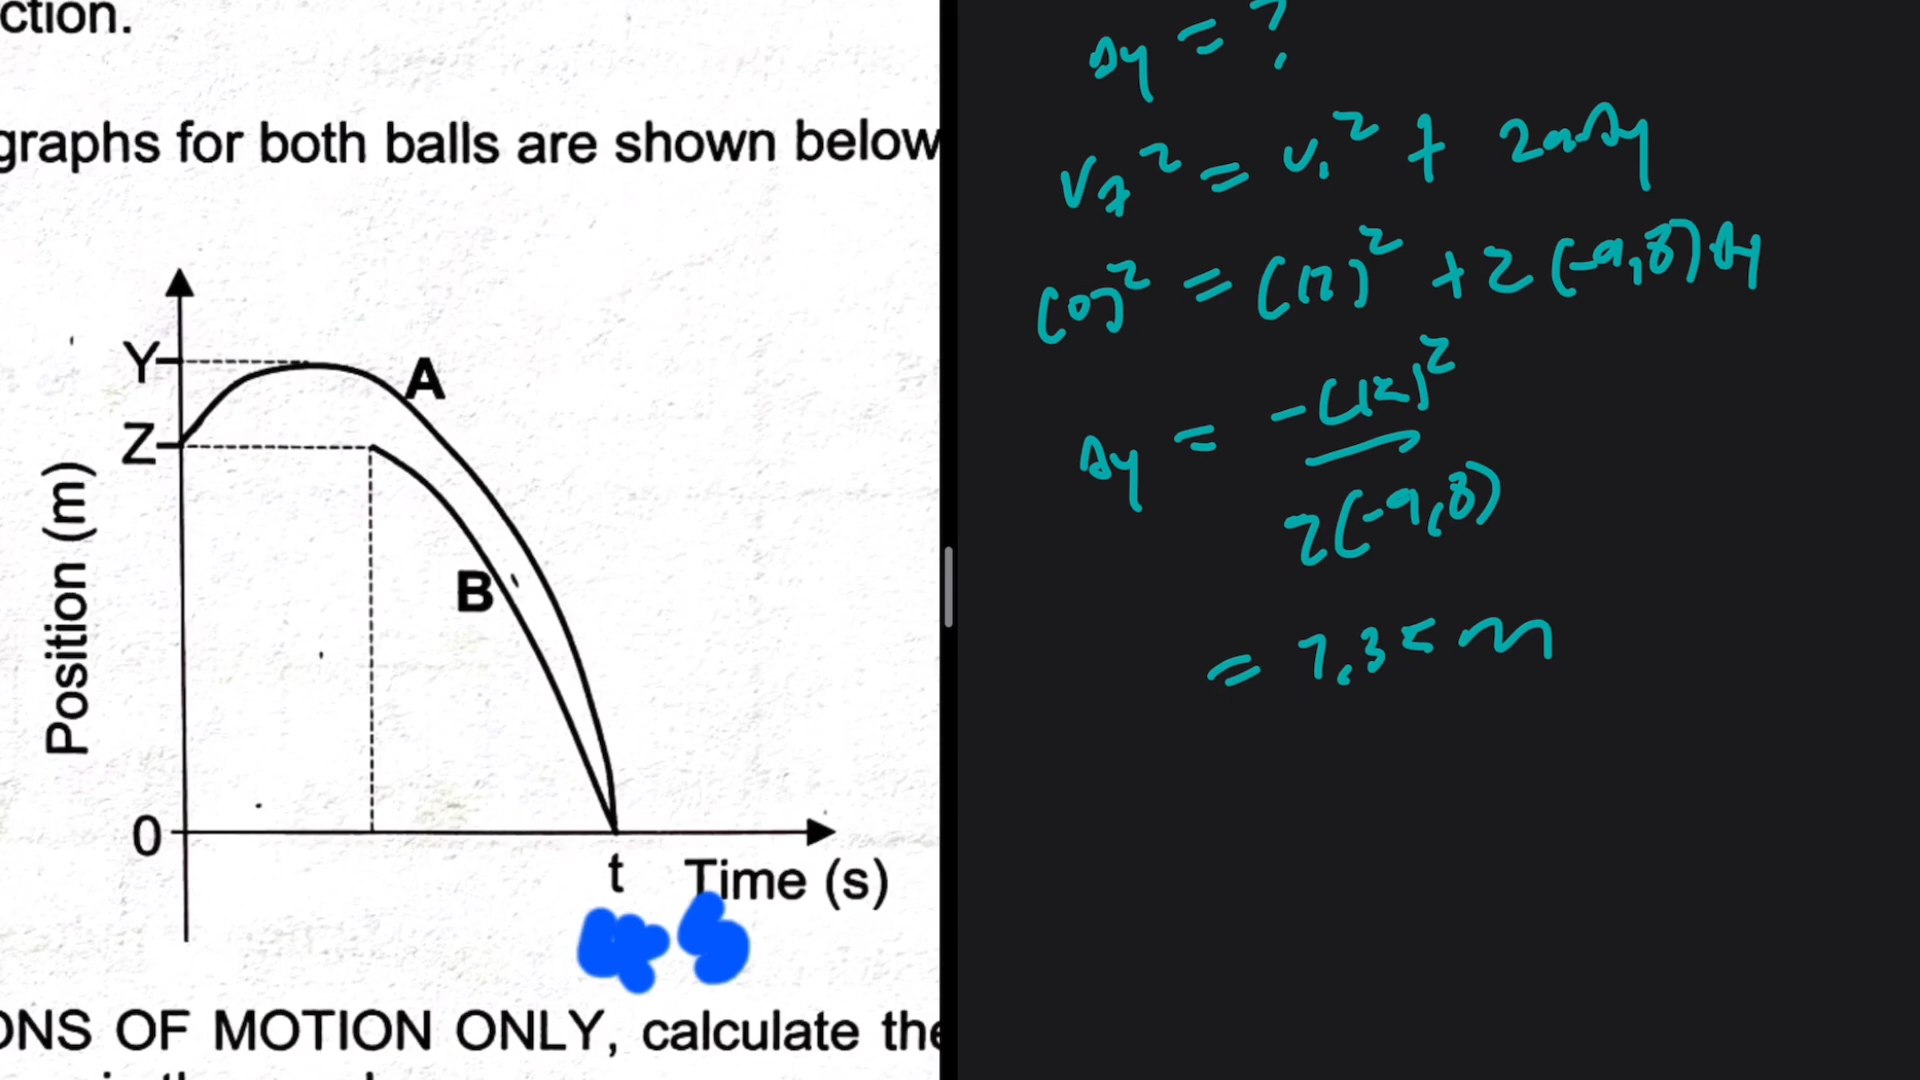 ction.
graphs for both balls are shown below
Y
A
Z
Position (m)
B
0
t
Time (s)
45
ONS OF MOTION ONLY, calculate the
Δy = ?
Vf² = Vi² + 2aΔy
(0)² = (12)² + 2(-9,8)Δy
Δy = -(12)²
2(-9,8)
= 7,35 m